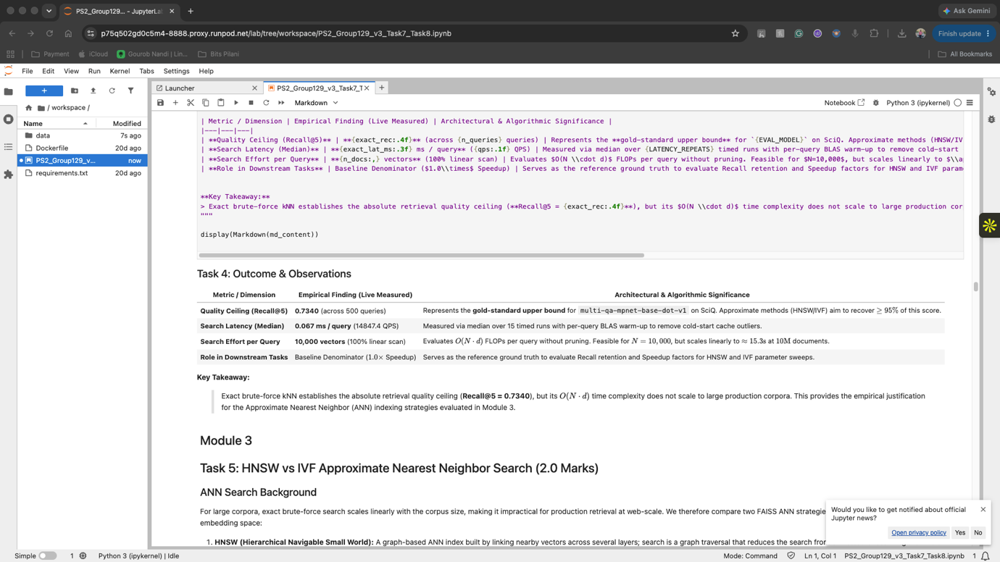 PS2_Group129... - JupyterLa
Ask Gemini
p75q502gd0c5m4-8888.proxy.runpod.net/lab/tree/workspace/PS2_Group129_v3_Task7_Task8.ipynb
Finish update
Payment
iCloud
Gourob Nandi | Lin...
Bits Pilani
All Bookmarks
File Edit View Run Kernel Tabs Settings Help
Launcher
PS2_Group129_v3_Task7_T
Markdown
Notebook
Python 3 (ipykernel)
/ workspace /
Name Modified
data 7s ago
Dockerfile 20d ago
PS2_Group129_v... now
requirements.txt 20d ago
| Metric / Dimension | Empirical Finding (Live Measured) | Architectural & Algorithmic Significance |
|---|---|---|
| **Quality Ceiling (Recall@5)** | **{exact_rec:.4f}** (across {n_queries} queries) | Represents the **gold-standard upper bound** for `{EVAL_MODEL}` on SciQ. Approximate methods (HNSW/IV
| **Search Latency (Median)** | **{exact_lat_ms:.3f} ms / query** ({qps:.1f} QPS) | Measured via median over {LATENCY_REPEATS} timed runs with per-query BLAS warm-up to remove cold-start
| **Search Effort per Query** | **{n_docs:,} vectors** (100% linear scan) | Evaluates $O(N \\cdot d)$ FLOPs per query without pruning. Feasible for $N=10,000$, but scales linearly to $\\a
| **Role in Downstream Tasks** | Baseline Denominator ($1.0\\times$ Speedup) | Serves as the reference ground truth to evaluate Recall retention and Speedup factors for HNSW and IVF param
**Key Takeaway:**
> Exact brute-force kNN establishes the absolute retrieval quality ceiling (**Recall@5 = {exact_rec:.4f}**), but its $O(N \\cdot d)$ time complexity does not scale to large production cor
"""
display(Markdown(md_content))
Task 4: Outcome & Observations
Metric / Dimension Empirical Finding (Live Measured) Architectural & Algorithmic Significance
Quality Ceiling (Recall@5) 0.7340 (across 500 queries) Represents the gold-standard upper bound for multi-qa-mpnet-base-dot-v1 on SciQ. Approximate methods (HNSW/IVF) aim to recover ≥ 95% of this score.
Search Latency (Median) 0.067 ms / query (14847.4 QPS) Measured via median over 15 timed runs with per-query BLAS warm-up to remove cold-start cache outliers.
Search Effort per Query 10,000 vectors (100% linear scan) Evaluates O(N · d) FLOPs per query without pruning. Feasible for N = 10,000, but scales linearly to ≈ 15.3s at 10M documents.
Role in Downstream Tasks Baseline Denominator (1.0× Speedup) Serves as the reference ground truth to evaluate Recall retention and Speedup factors for HNSW and IVF parameter sweeps.
Key Takeaway:
Exact brute-force kNN establishes the absolute retrieval quality ceiling (Recall@5 = 0.7340), but its O(N · d) time complexity does not scale to large production corpora. This provides the empirical justification
for the Approximate Nearest Neighbor (ANN) indexing strategies evaluated in Module 3.
Module 3
Task 5: HNSW vs IVF Approximate Nearest Neighbor Search (2.0 Marks)
ANN Search Background
For large corpora, exact brute-force search scales linearly with the corpus size, making it impractical for production retrieval at web-scale. We therefore compare two FAISS ANN strategie
embedding space:
1. HNSW (Hierarchical Navigable Small World): A graph-based ANN index built by linking nearby vectors across several layers; search is a graph traversal that reduces the search fro
Would you like to get notified about official
Jupyter news?
Open privacy policy Yes No
Simple 1 Python 3 (ipykernel) | Idle
Mode: Command Ln 1, Col 1 PS2_Group129_v3_Task7_Task8.ipynb 1